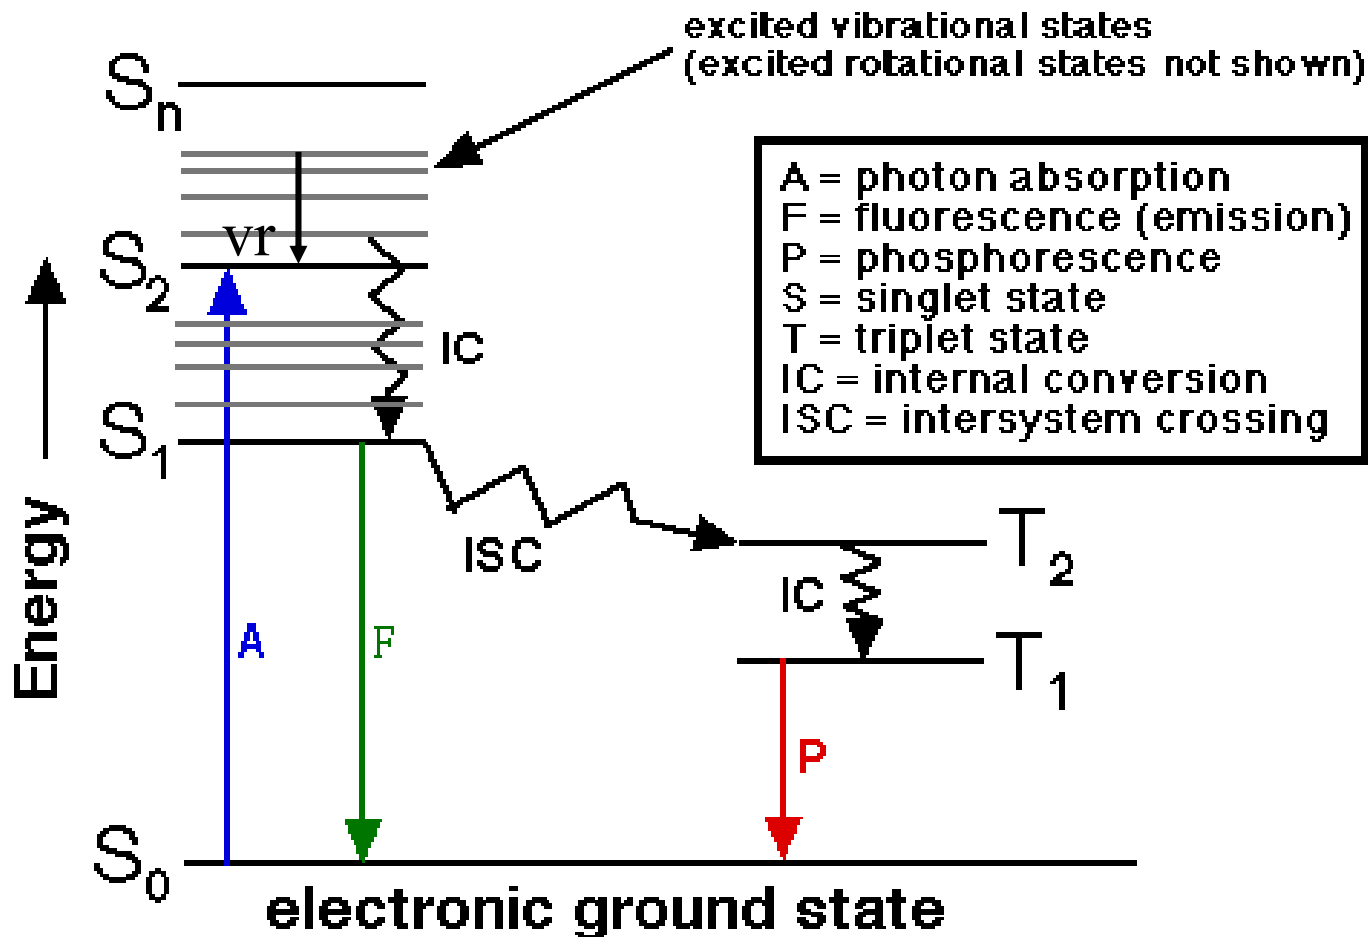 excited vibrational states
(excited rotational states not shown)
Sn
A = photon absorption
F = fluorescence (emission)
P = phosphorescence
S = singlet state
T = triplet state
IC = internal conversion
ISC = intersystem crossing
vr
S2
IC
S1
Energy
ISC
T2
IC
A
F
T1
P
S0
electronic ground state